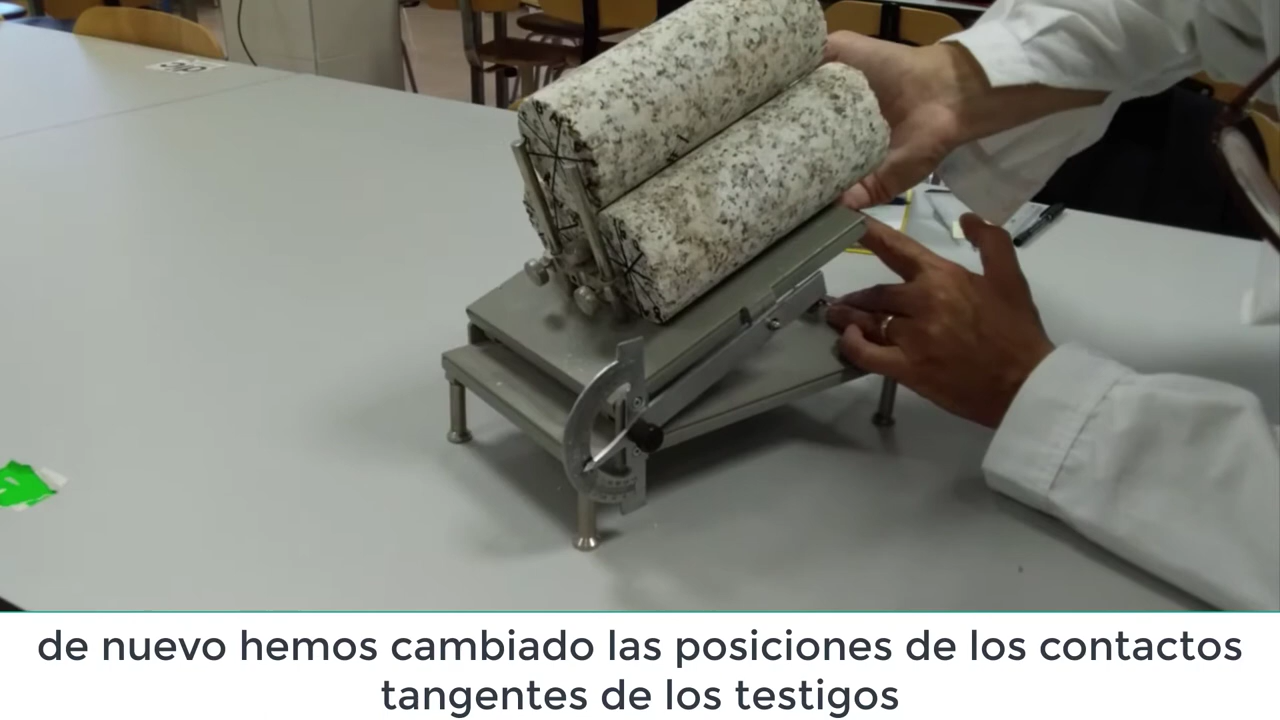 de nuevo hemos cambiado las posiciones de los contactos
tangentes de los testigos